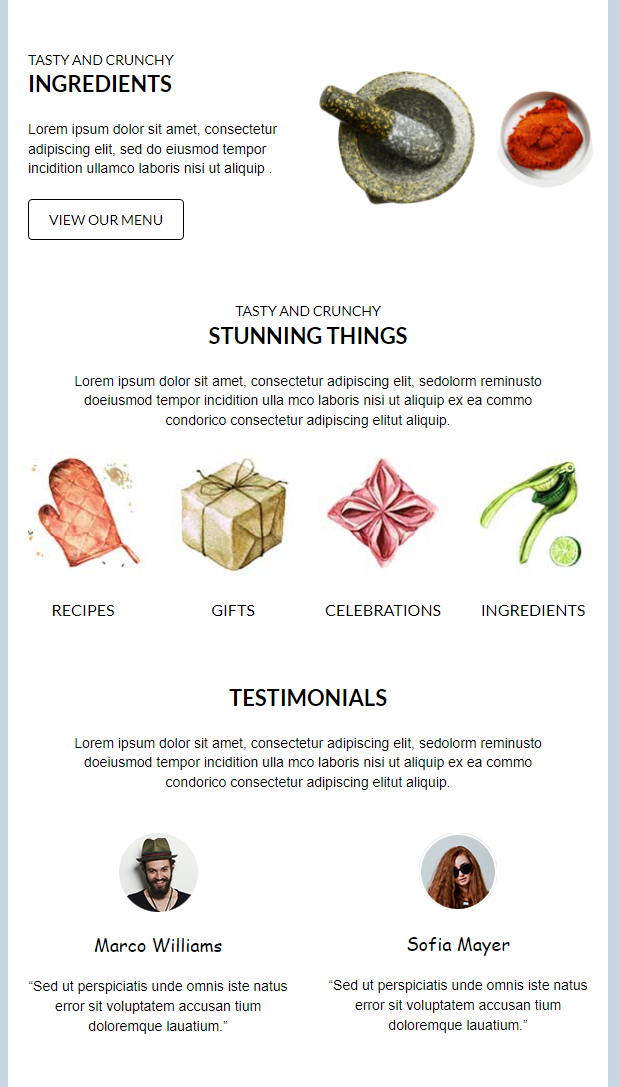 TASTY AND CRUNCHY
INGREDIENTS
Lorem ipsum dolor sit amet, consectetur
adipiscing elit, sed do eiusmod tempor
incidition ullamco laboris nisi ut aliquip .
VIEW OUR MENU
TASTY AND CRUNCHY
STUNNING THINGS
Lorem ipsum dolor sit amet, consectetur adipiscing elit, sedolorm reminusto
doeiusmod tempor incidition ulla mco laboris nisi ut aliquip ex ea commo
condorico consectetur adipiscing elitut aliquip.
RECIPES
GIFTS
CELEBRATIONS
INGREDIENTS
TESTIMONIALS
Lorem ipsum dolor sit amet, consectetur adipiscing elit, sedolorm reminusto
doeiusmod tempor incidition ulla mco laboris nisi ut aliquip ex ea commo
condorico consectetur adipiscing elitut aliquip.
Marco Williams
“Sed ut perspiciatis unde omnis iste natus
error sit voluptatem accusan tium
doloremque lauatium.”
Sofia Mayer
“Sed ut perspiciatis unde omnis iste natus
error sit voluptatem accusan tium
doloremque lauatium.”